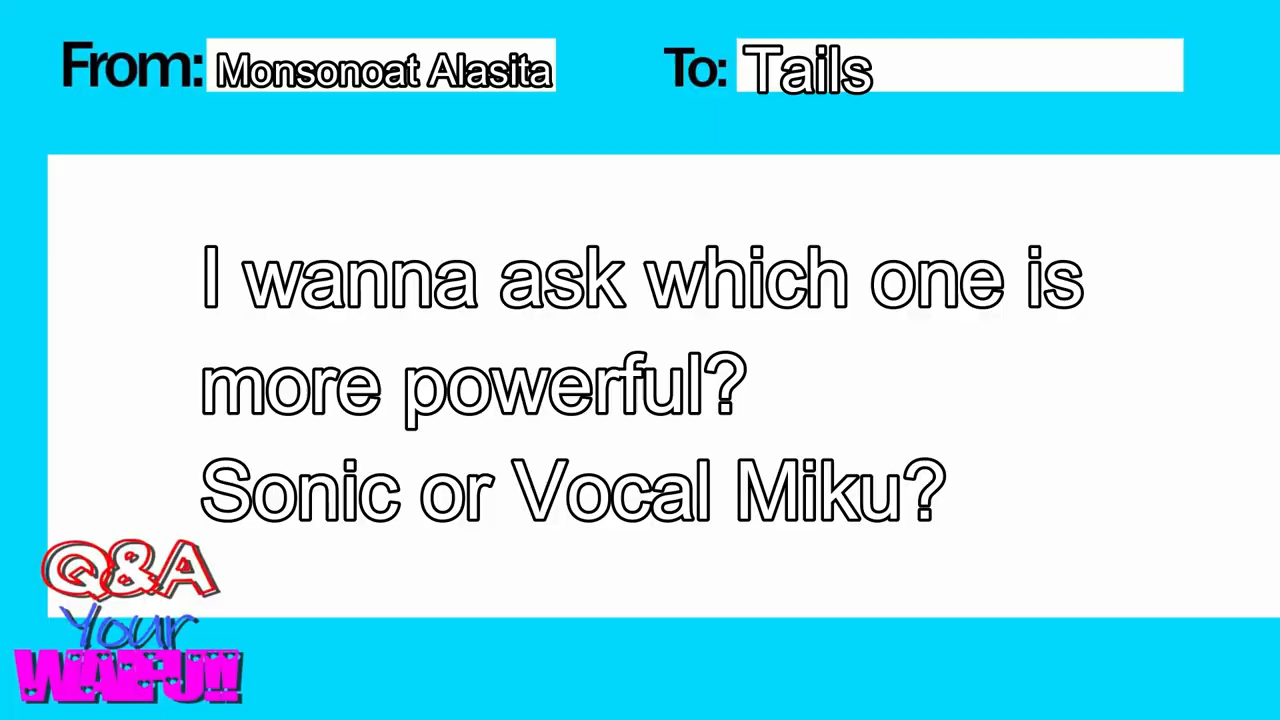 From: Monsonoat Alasita
To: Tails
I wanna ask which one is
more powerful?
Sonic or Vocal Miku?
Q&A
Your
WAIFU!!